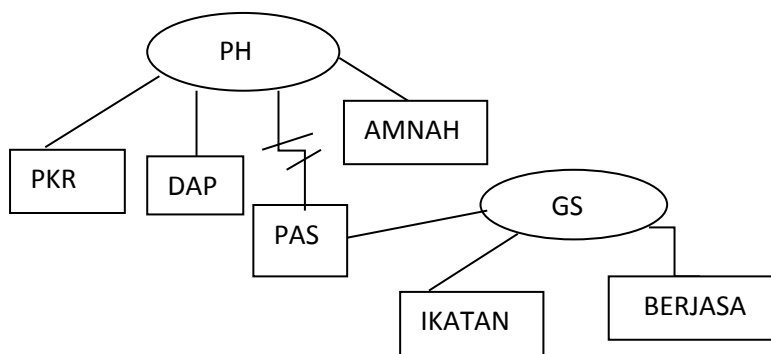 PH
AMNAH
PKR
DAP
GS
PAS
BERJASA
IKATAN